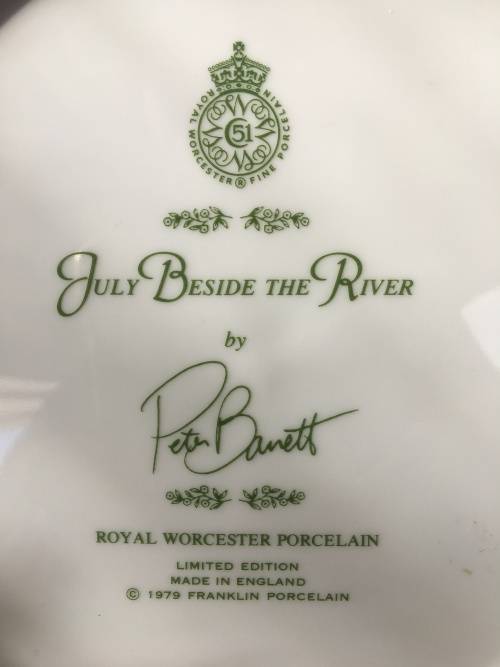 ROYAL WORCESTER ® FINE PORCELAIN
C 51
JULY BESIDE THE RIVER
by
Peter Barrett
ROYAL WORCESTER PORCELAIN
LIMITED EDITION
MADE IN ENGLAND
© 1979 FRANKLIN PORCELAIN